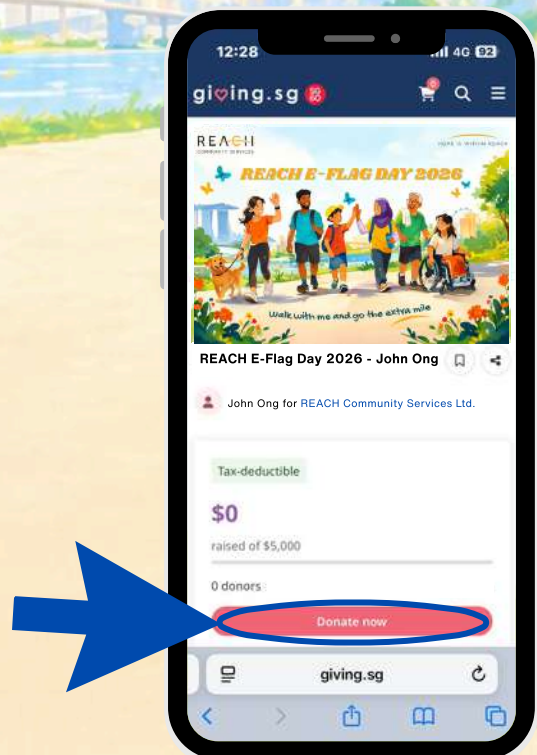 12:28
4G 92
giving.sg SG60
REACH
COMMUNITY SERVICES
HOPE IS WITHIN REACH
REACH E-FLAG DAY 2026
Walk with me and go the extra mile
REACH E-Flag Day 2026 - John Ong
John Ong for REACH Community Services Ltd.
Tax-deductible
$0
raised of $5,000
0 donors
Donate now
giving.sg